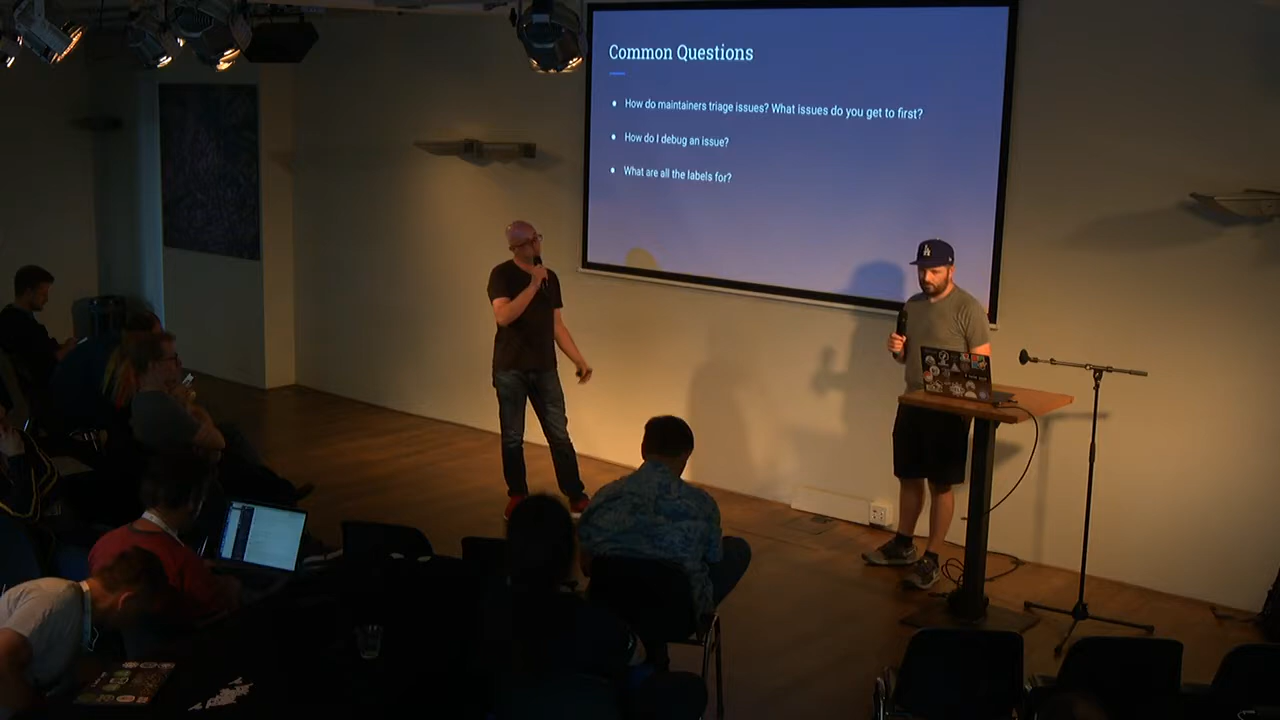 Common Questions
How do maintainers triage issues? What issues do you get to first?
How do I debug an issue?
What are all the labels for?
LA